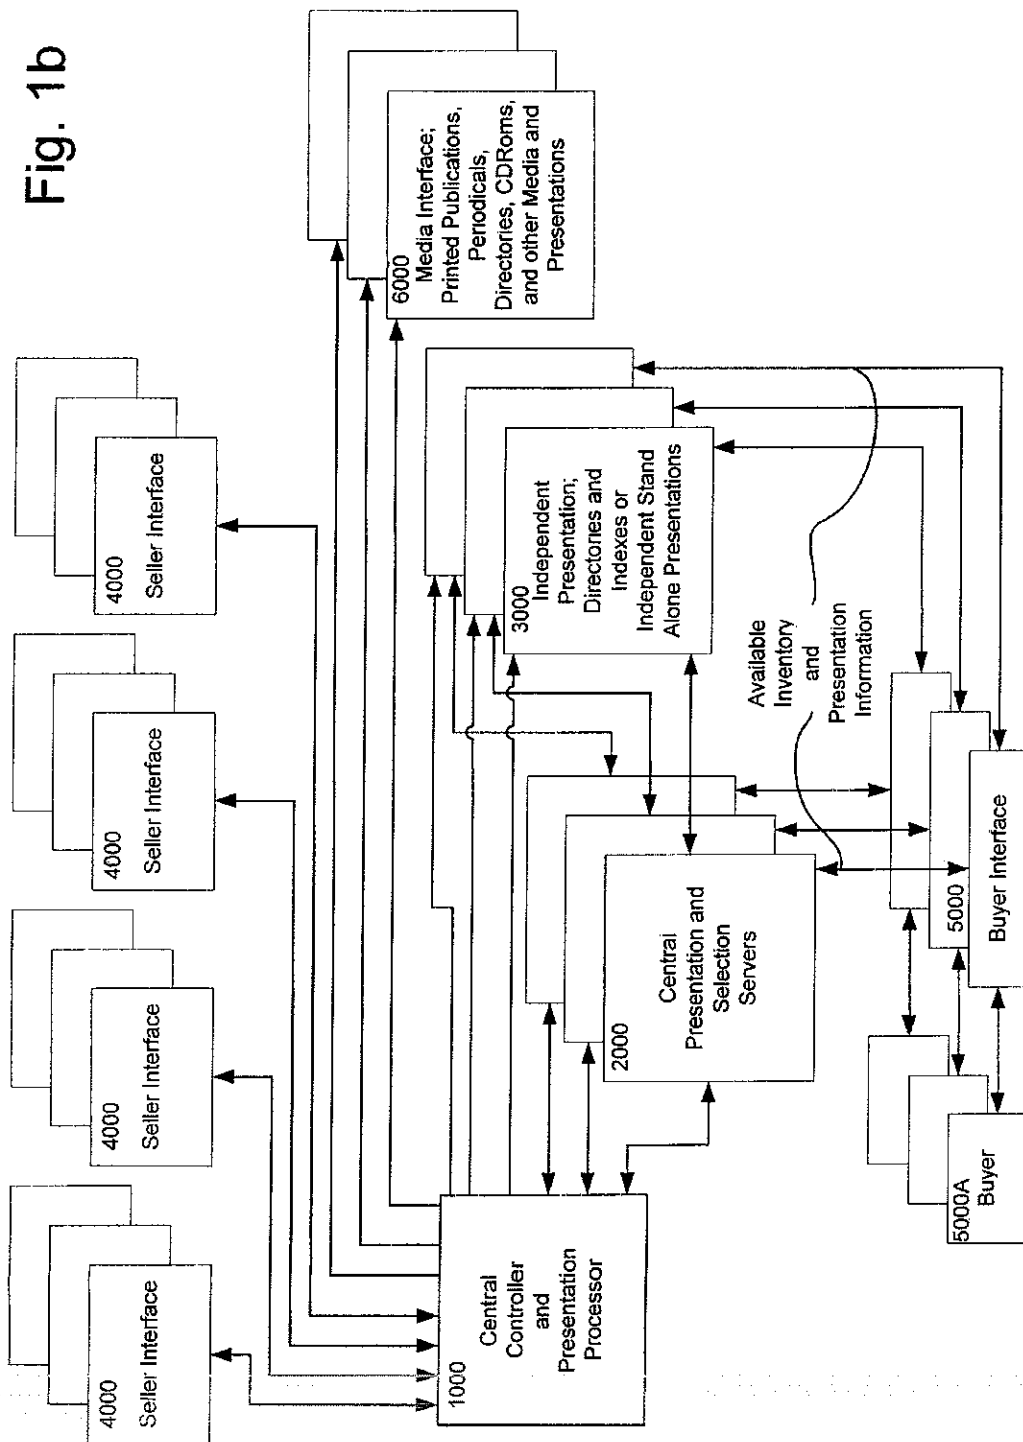 Fig. 1b
4000
Seller Interface
4000
Seller Interface
4000
Seller Interface
4000
Seller Interface
6000
Media Interface;
Printed Publications,
Periodicals,
Directories, CDRoms,
and other Media and
Presentations
1000
Central
Controller
and
Presentation
Processor
2000
Central
Presentation and
Selection
Servers
3000
Independent
Presentation;
Directories and
Indexes or
Independent Stand
Alone Presentations
Available
Inventory
and
Presentation
Information
5000A
Buyer
5000
Buyer Interface